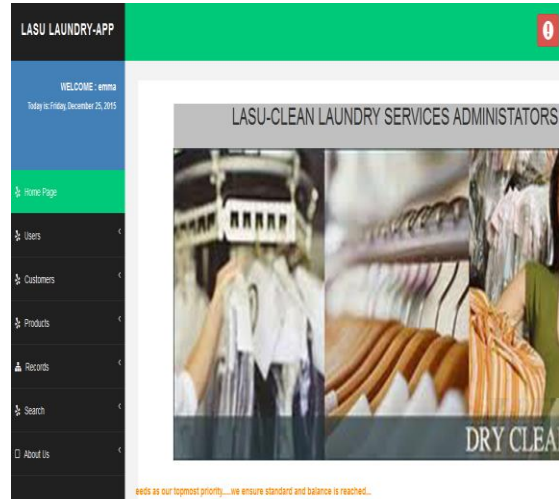 LASU LAUNDRY-APP
WELCOME : emma
Today is: Friday, December 25, 2015
Home Page
Users
Customers
Products
Records
Search
About Us
LASU-CLEAN LAUNDRY SERVICES ADMINISTATORS
DRY CLEA
eeds as our topmost priority.....we ensure standard and balance is reached...